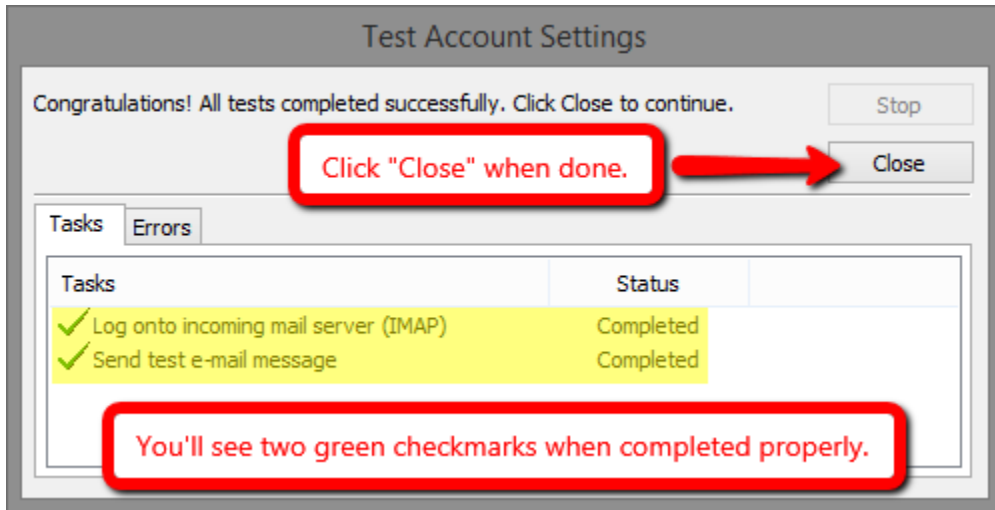 Test Account Settings
Congratulations! All tests completed successfully. Click Close to continue.
Stop
Click "Close" when done.
Close
Tasks
Errors
Tasks Status
Log onto incoming mail server (IMAP) Completed
Send test e-mail message Completed
You'll see two green checkmarks when completed properly.